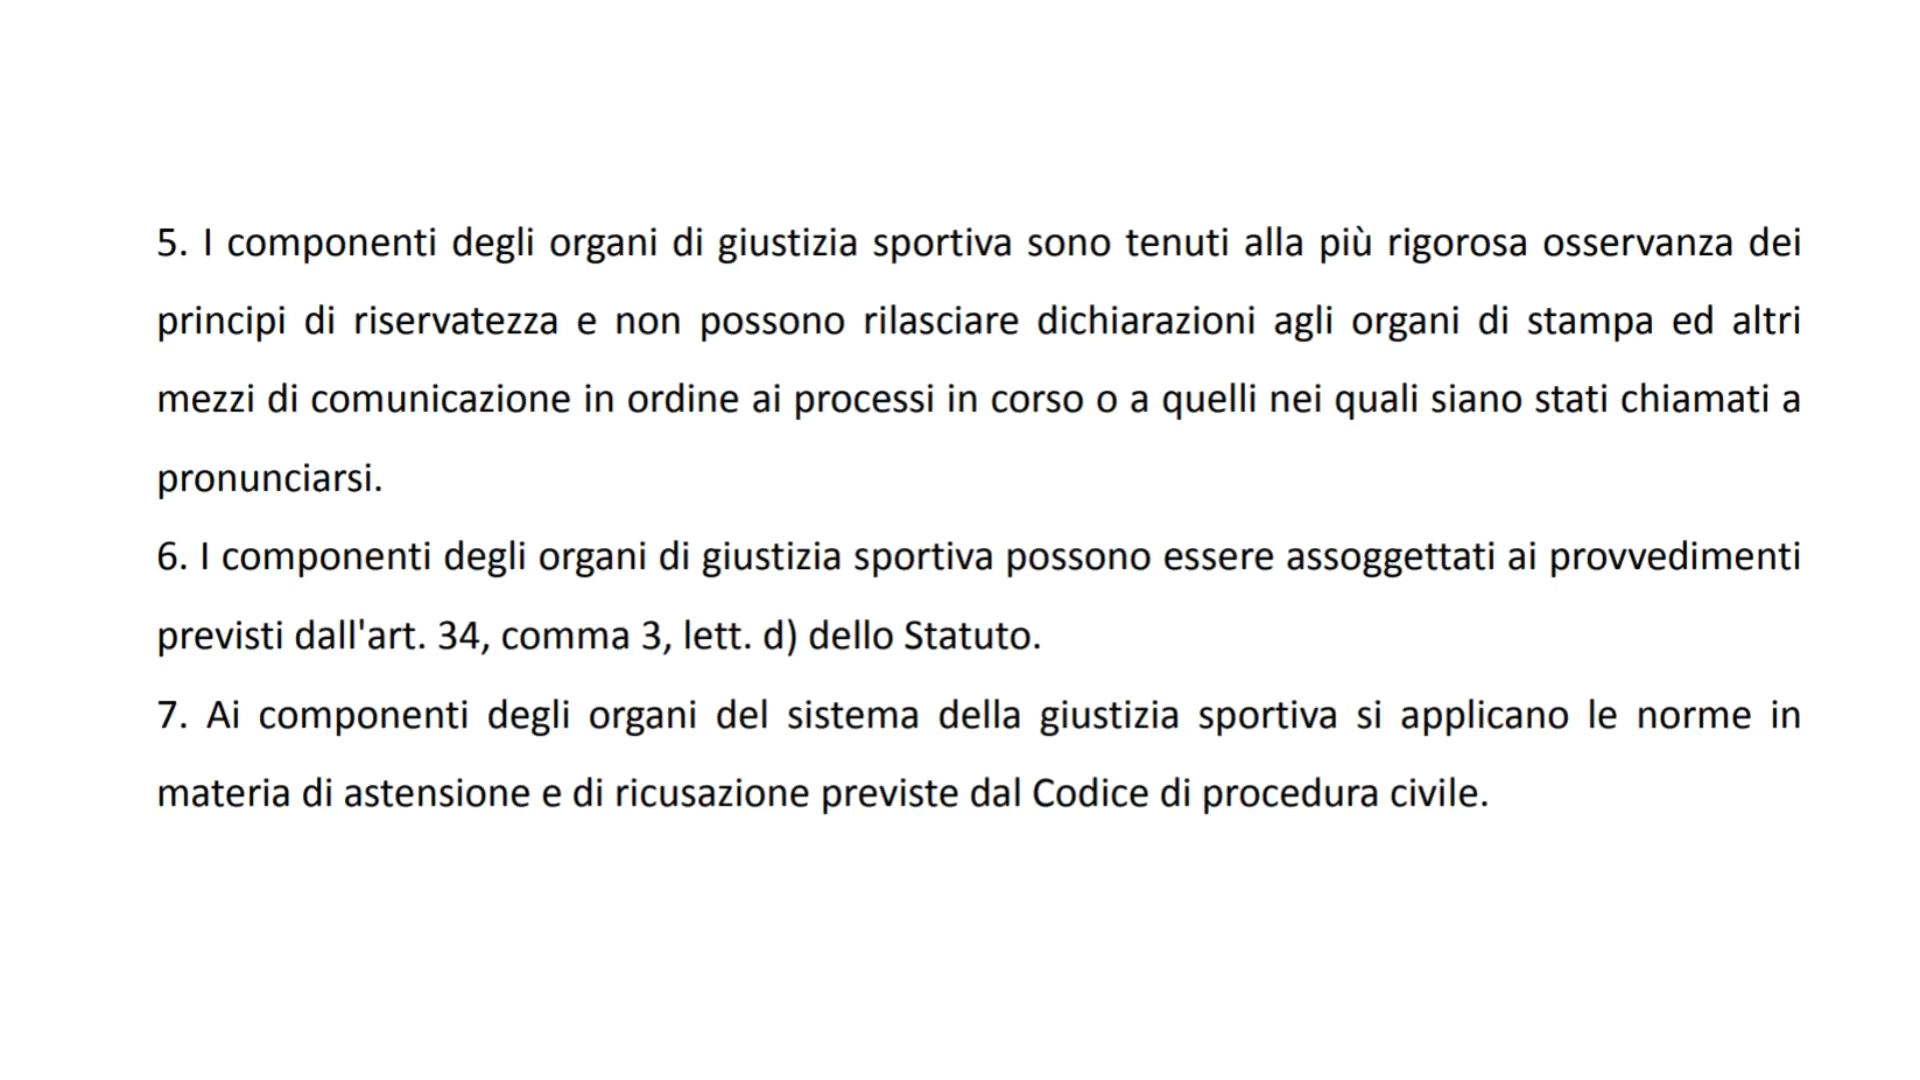 5. I componenti degli organi di giustizia sportiva sono tenuti alla più rigorosa osservanza dei
principi di riservatezza e non possono rilasciare dichiarazioni agli organi di stampa ed altri
mezzi di comunicazione in ordine ai processi in corso o a quelli nei quali siano stati chiamati a
pronunciarsi.
6. I componenti degli organi di giustizia sportiva possono essere assoggettati ai provvedimenti
previsti dall'art. 34, comma 3, lett. d) dello Statuto.
7. Ai componenti degli organi del sistema della giustizia sportiva si applicano le norme in
materia di astensione e di ricusazione previste dal Codice di procedura civile.